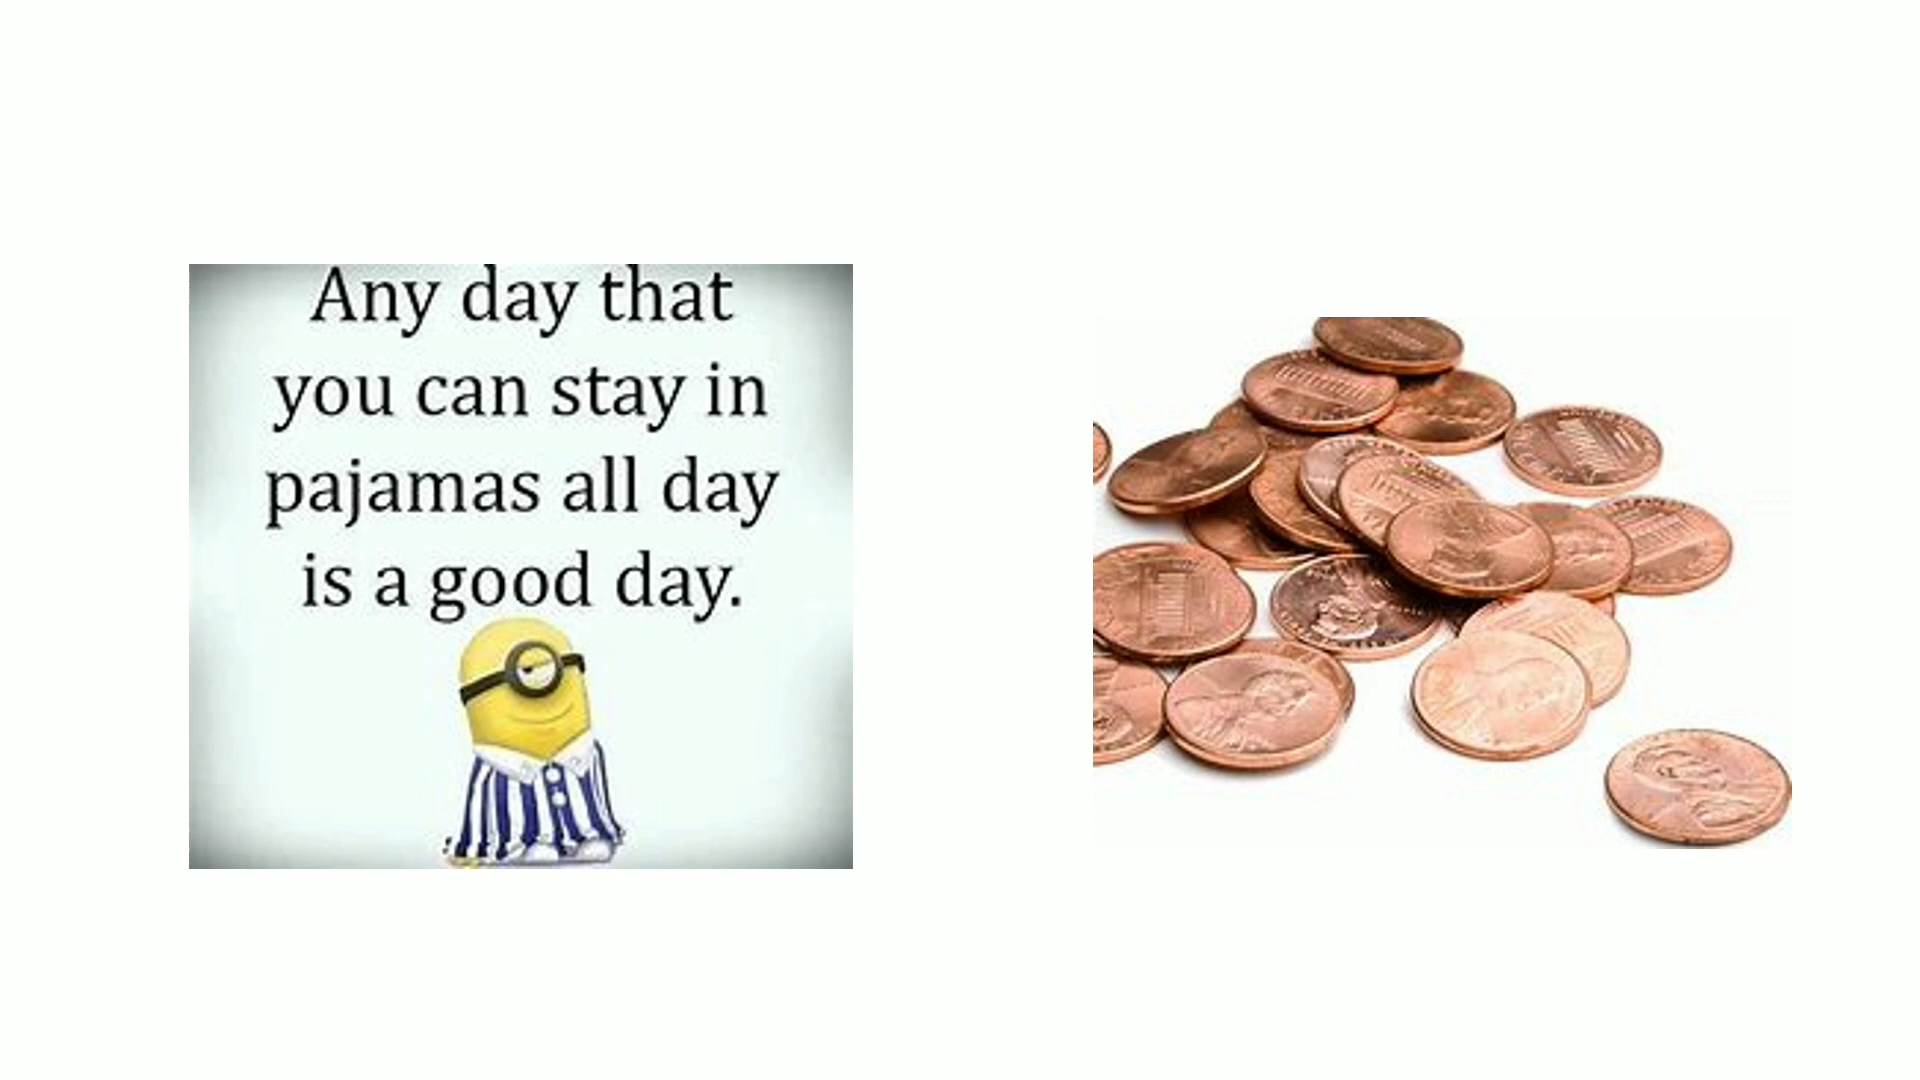 Any day that
you can stay in
pajamas all day
is a good day.